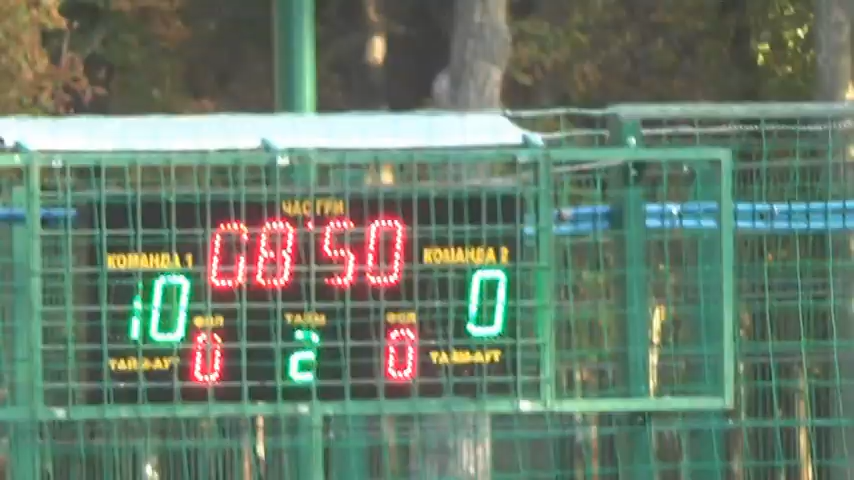 ЧАС ГРИ
08:50
КОМАНДА 1
КОМАНДА 2
10
0
ФОЛ
ТАЙМ
ФОЛ
0
2
0
ТАЙМ-АУТ
ТАЙМ-АУТ